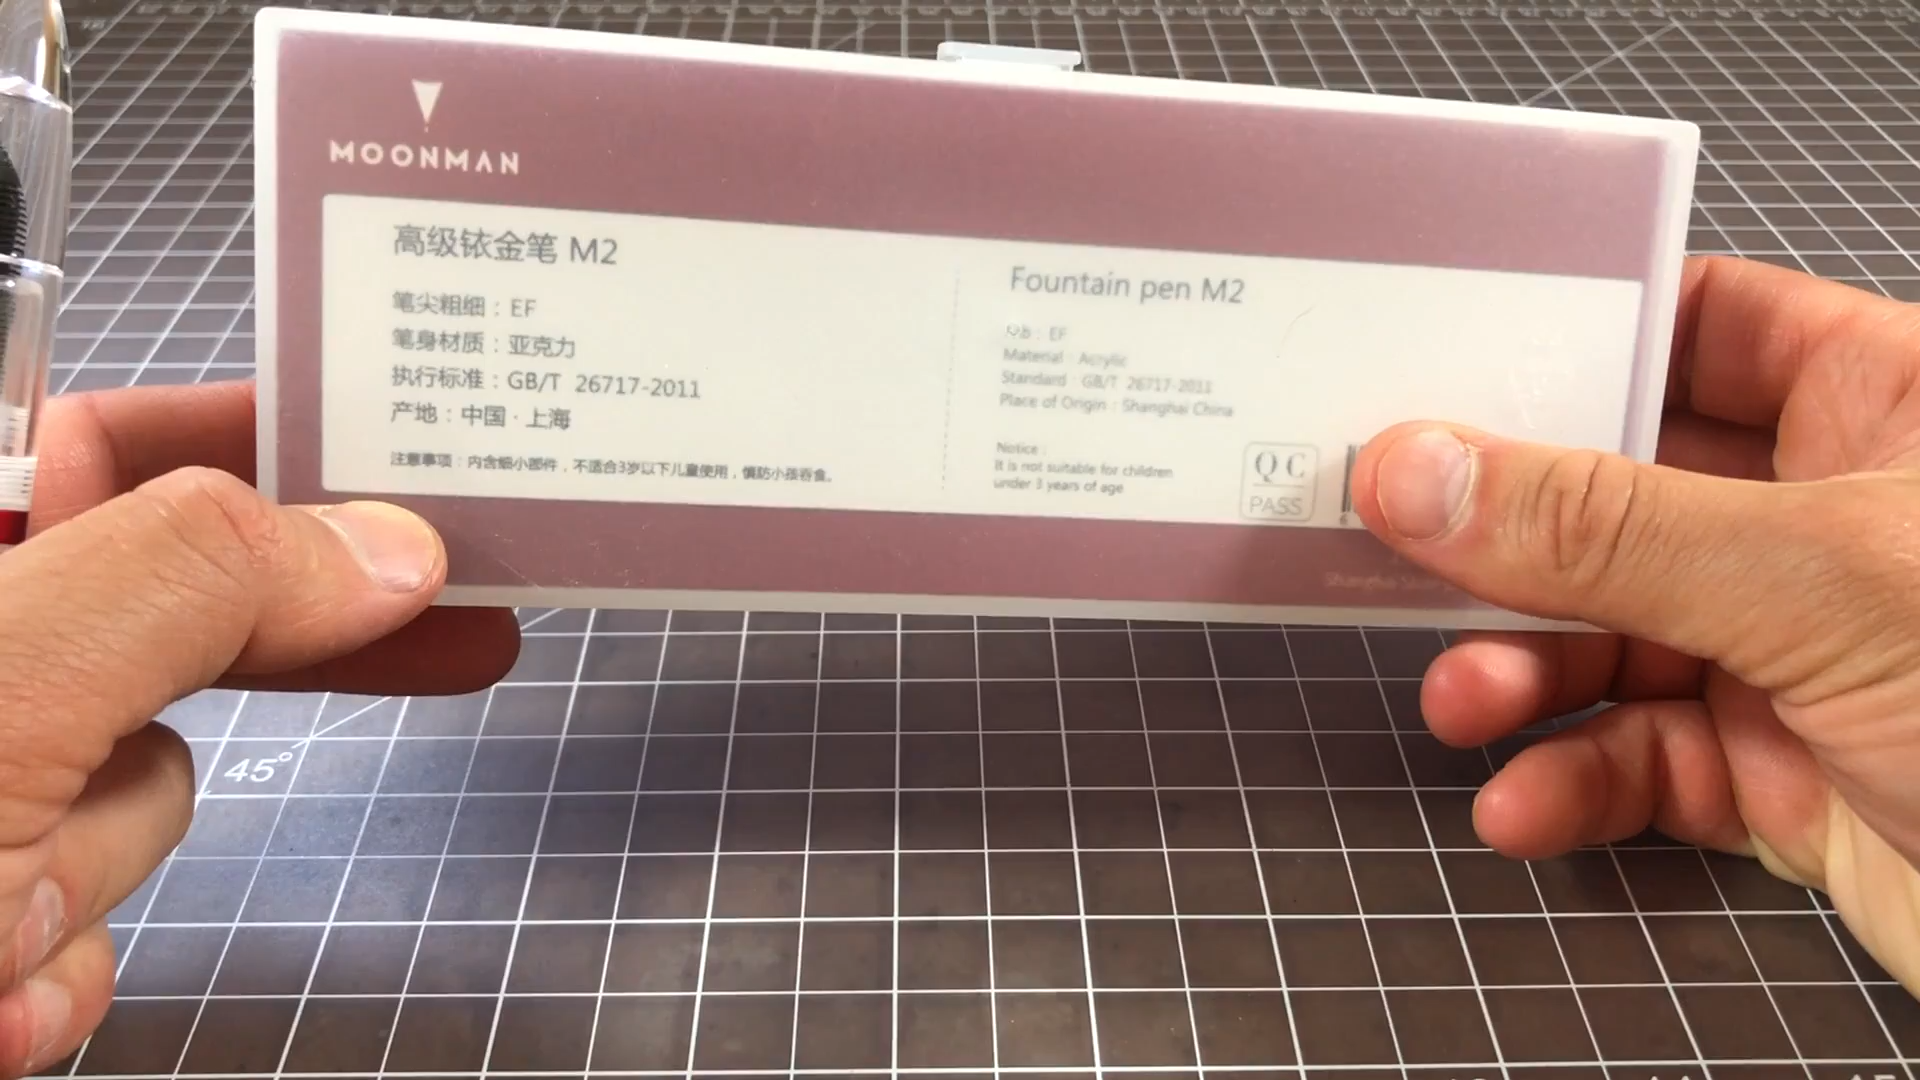 MOONMAN
高级铱金笔 M2
笔尖粗细：EF
笔身材质：亚克力
执行标准：GB/T 26717-2011
产地：中国·上海
注意事项：内含细小部件，不适合3岁以下儿童使用，慎防小孩吞食。
Fountain pen M2
: EF
Material : Acrylic
Standard : GB/T 26717-2011
Place of Origin : Shanghai China
Notice :
It is not suitable for children
under 3 years of age
QC
PASS
6
Shanghai
45°